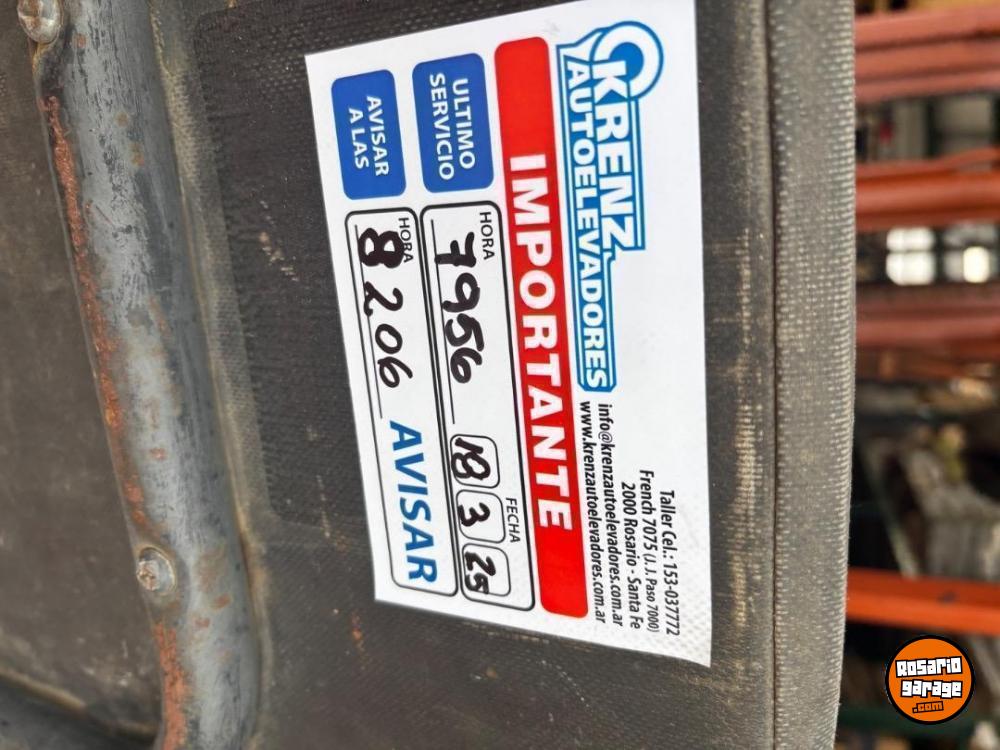 KRENZ
AUTOELEVADORES
Taller Cel.: 153-037772
French 7075 (J.J. Paso 7000)
2000 Rosario - Santa Fe
info@krenzautoelevadores.com.ar
www.krenzautoelevadores.com.ar
IMPORTANTE
ULTIMO
SERVICIO
HORA
7956
FECHA
18 3 25
AVISAR
A LAS
HORA
8206
AVISAR
Rosario
garage
.com